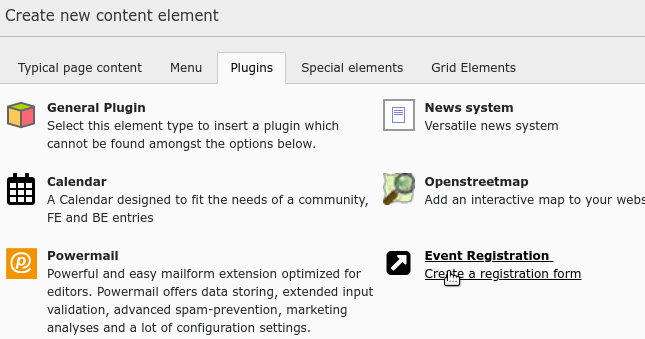 Create new content element
Typical page content
Menu
Plugins
Special elements
Grid Elements
General Plugin
Select this element type to insert a plugin which
cannot be found amongst the options below.
News system
Versatile news system
Calendar
A Calendar designed to fit the needs of a community,
FE and BE entries
Openstreetmap
Add an interactive map to your webs
Powermail
Powerful and easy mailform extension optimized for
editors. Powermail offers data storing, extended input
validation, advanced spam-prevention, marketing
analyses and a lot of configuration settings.
Event Registration
Create a registration form